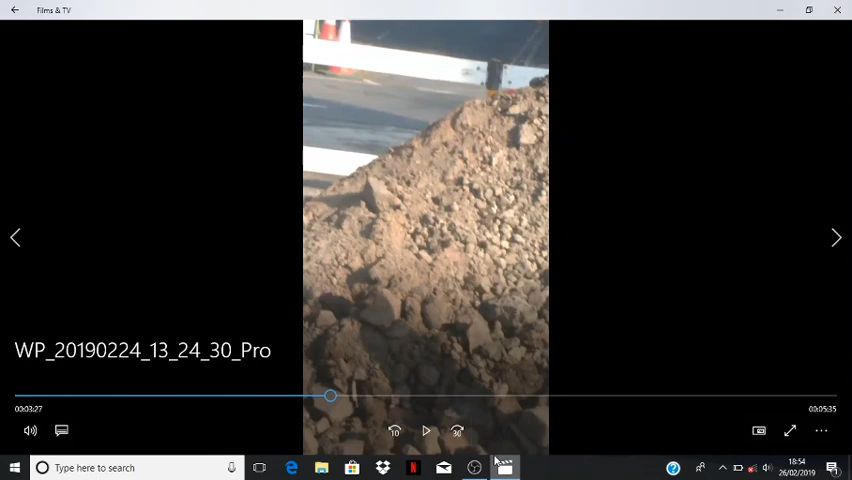 Films & TV
WP_20190224_13_24_30_Pro
00:03:27
00:05:35
10
30
Type here to search
N
18:54
26/02/2019
1